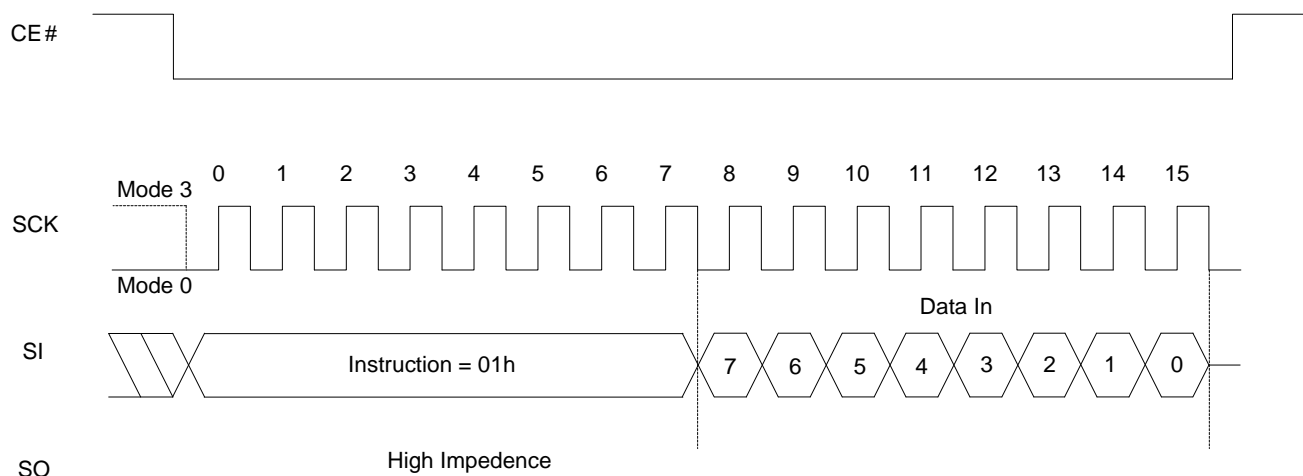 CE#
0 1 2 3 4 5 6 7 8 9 10 11 12 13 14 15
Mode 3
SCK
Mode 0
Data In
SI
Instruction = 01h
7 6 5 4 3 2 1 0
High Impedence
SO